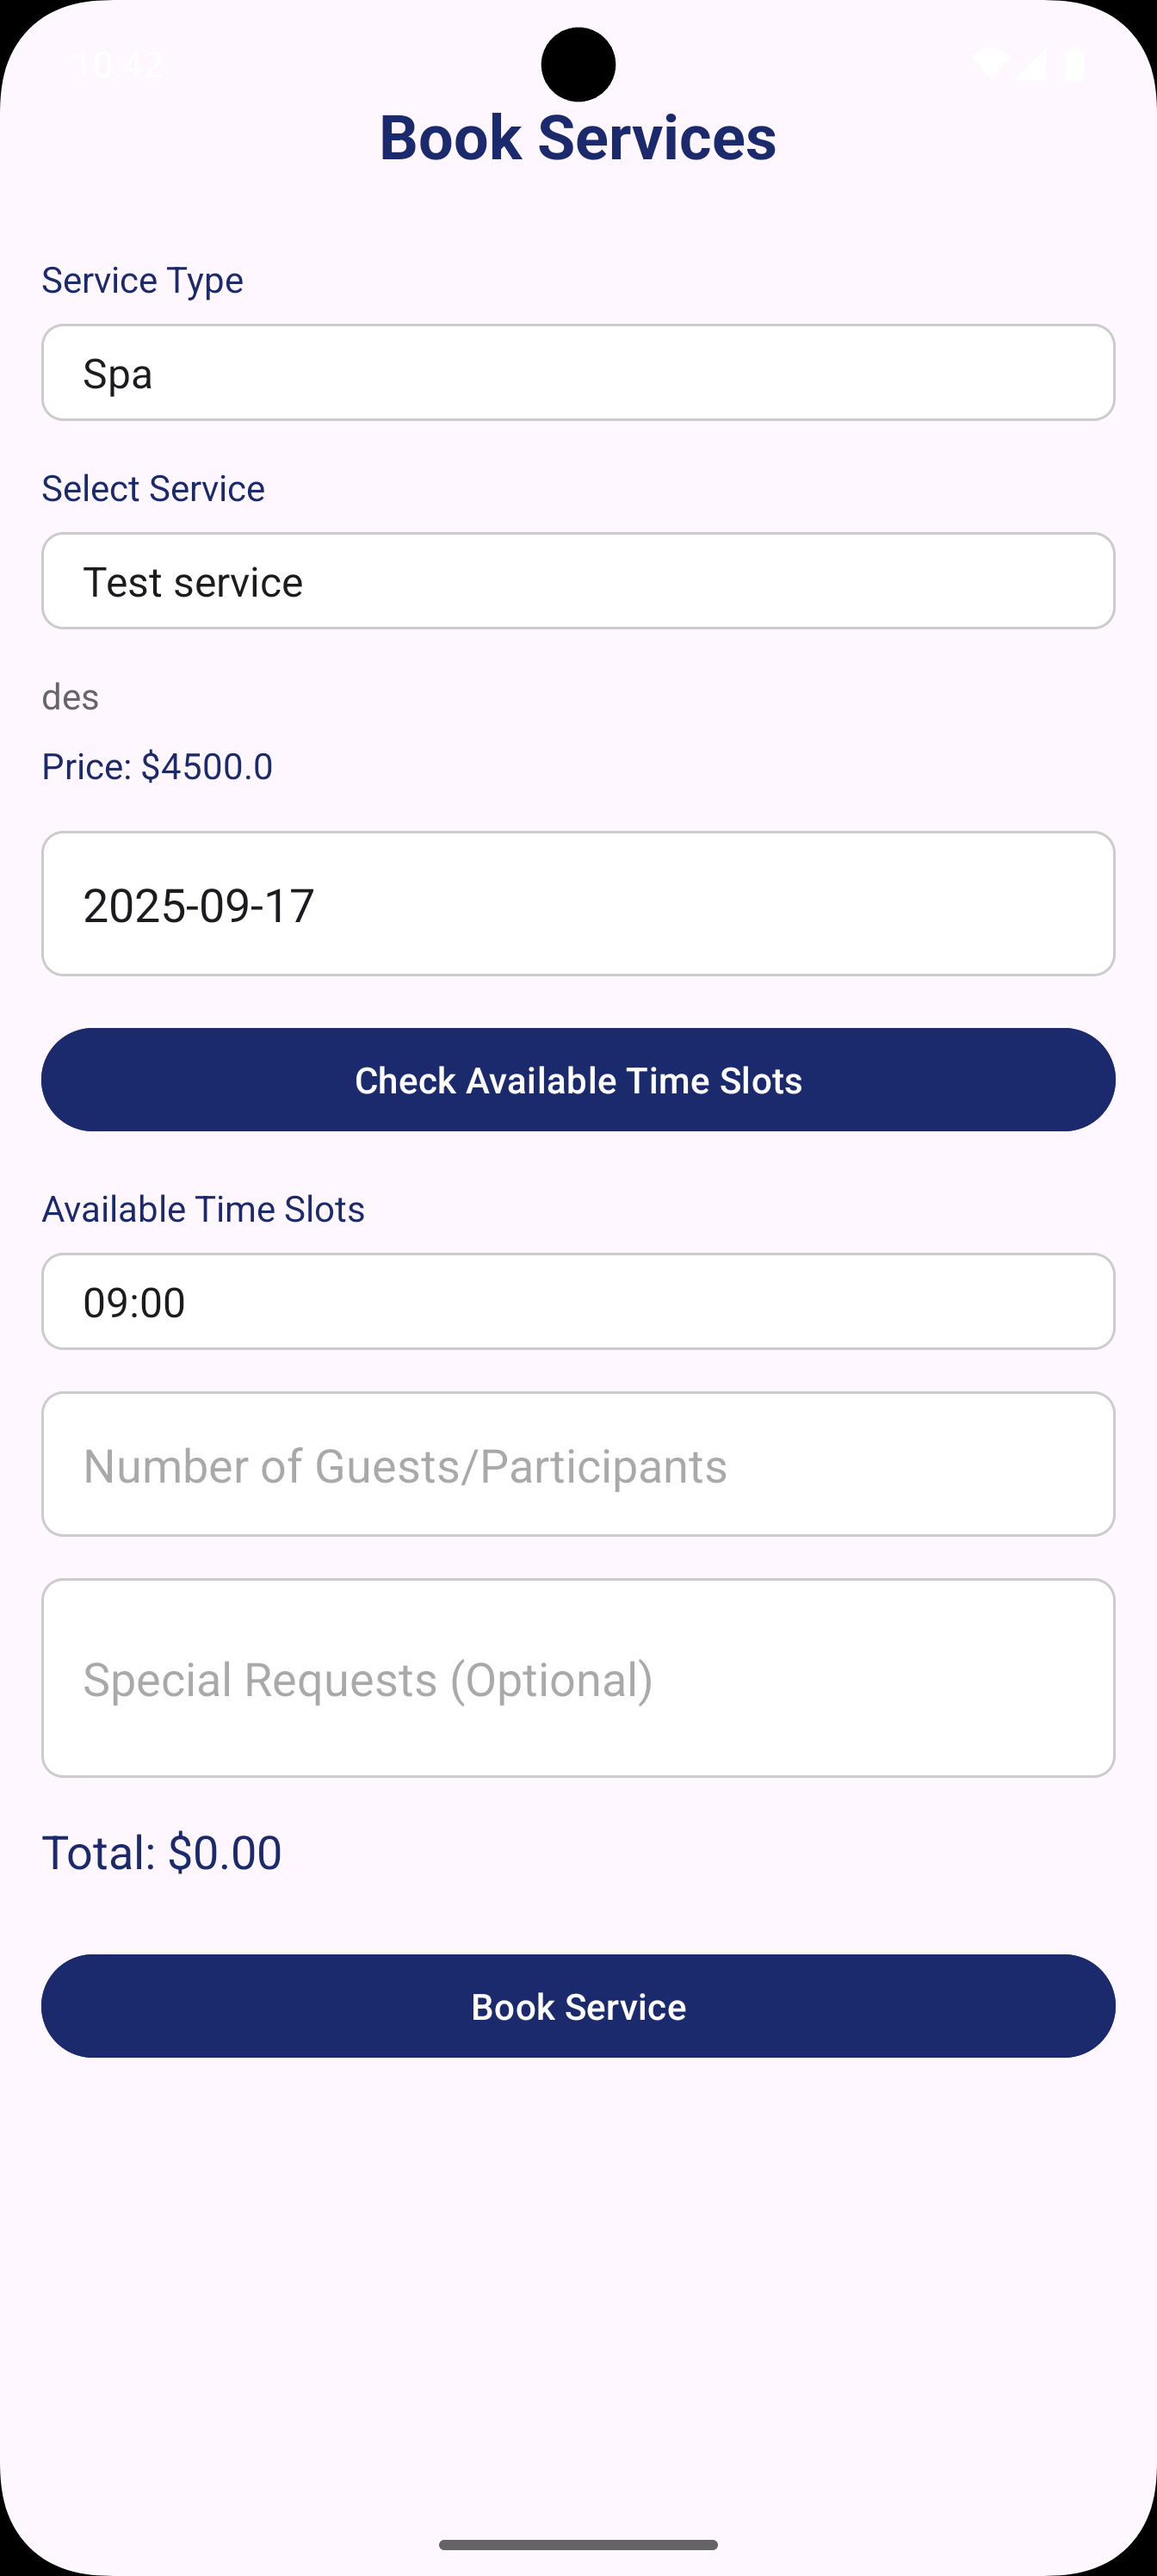 10:42
Book Services
Service Type
Spa
Select Service
Test service
des
Price: $4500.0
2025-09-17
Check Available Time Slots
Available Time Slots
09:00
Number of Guests/Participants
Special Requests (Optional)
Total: $0.00
Book Service